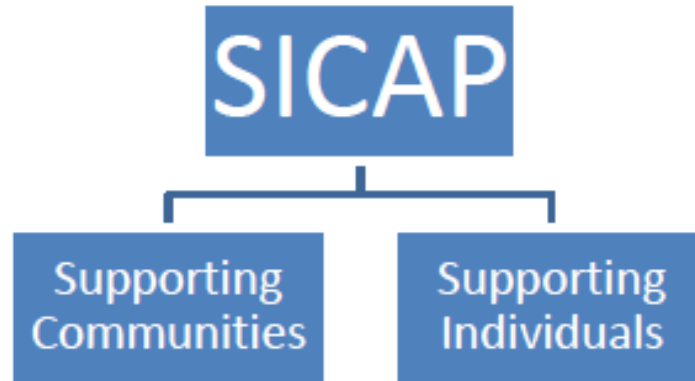 SICAP
Supporting
Communities
Supporting
Individuals